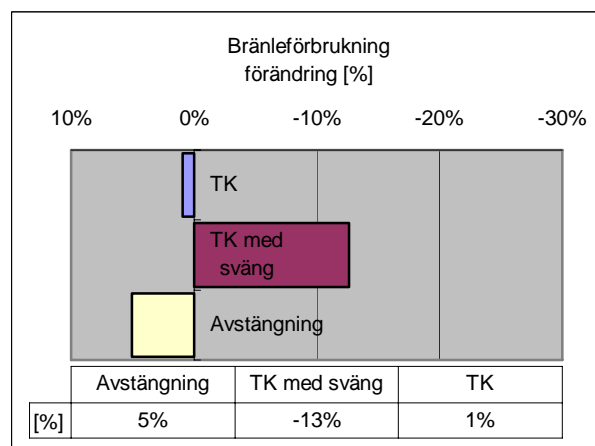 Bränleförbrukning
förändring [%]
10% 0% -10% -20% -30%
TK
TK med
sväng
Avstängning
Avstängning TK med sväng TK
[%] 5% -13% 1%